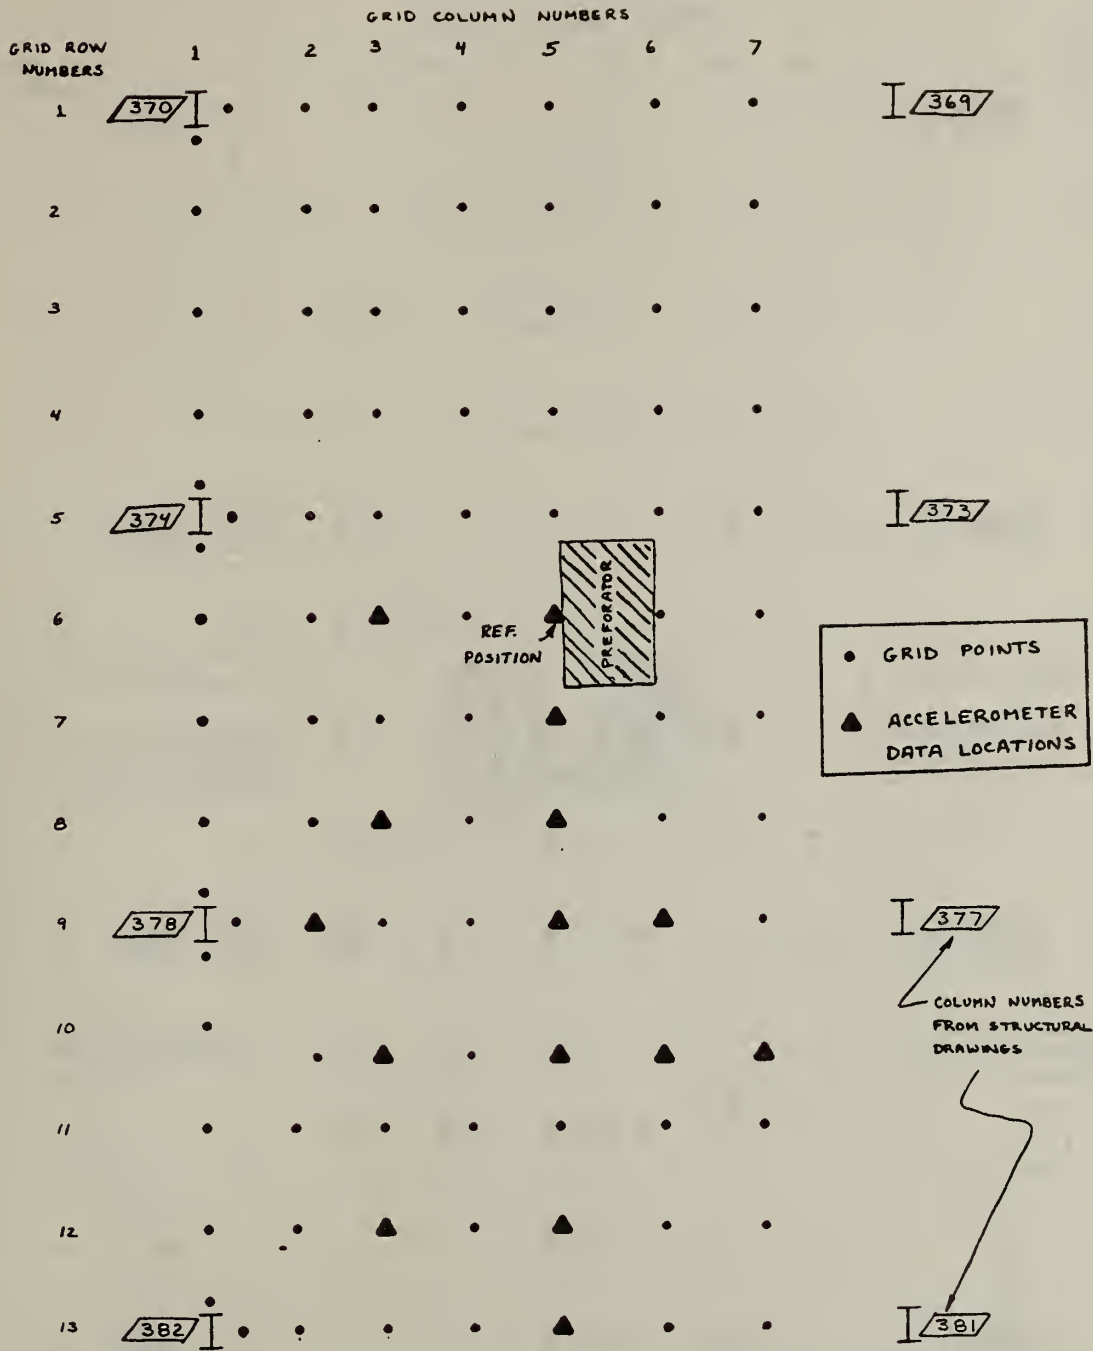 GRID COLUMN NUMBERS
GRID ROW
NUMBERS
1 2 3 4 5 6 7
1 370 369
2
3
4
5 374 373
6
REF.
POSITION
PREFORATOR
GRID POINTS
ACCELEROMETER
DATA LOCATIONS
7
8
9 378 377
COLUMN NUMBERS
FROM STRUCTURAL
DRAWINGS
10
11
12
13 382 381